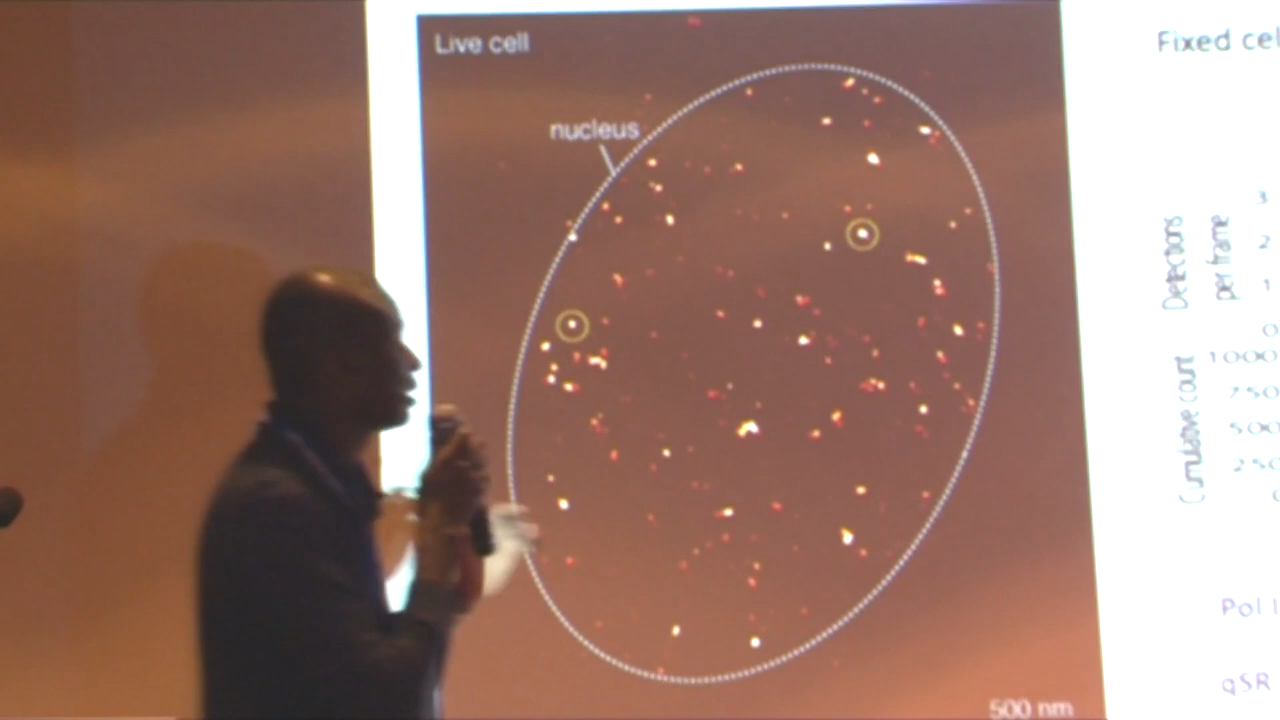 Live cell
nucleus
500 nm
Fixed cel
Detections
per frame
3
2
1
0
Cumulative count
1000
750
500
250
0
Pol I
qSR